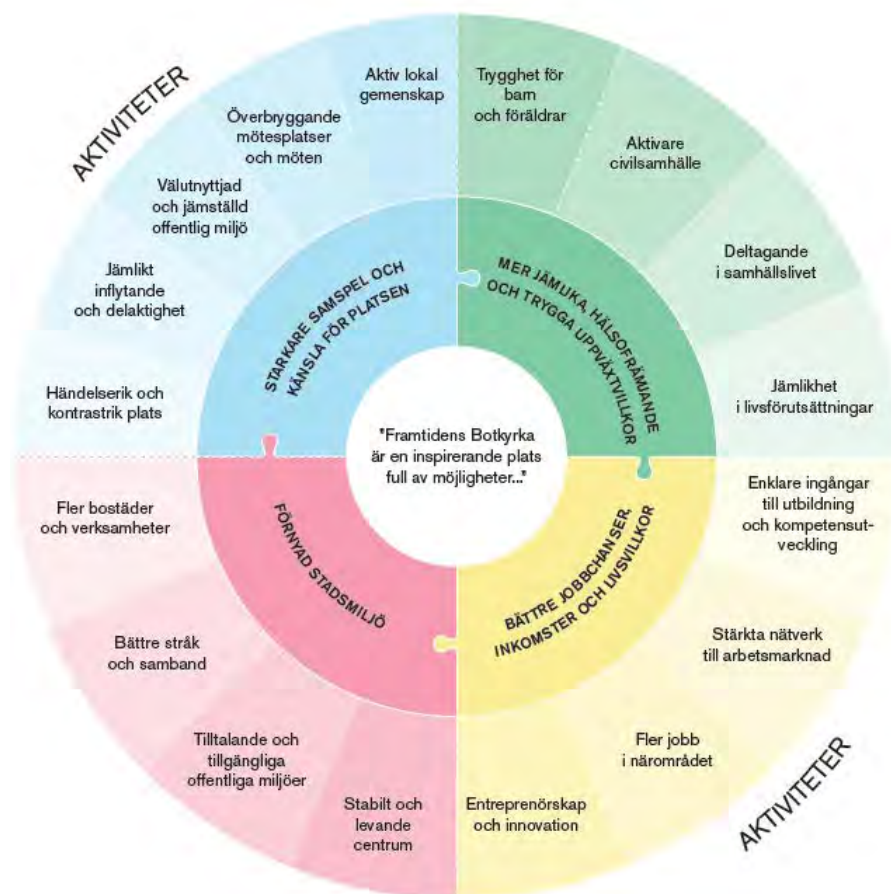 AKTIVITETER
Aktiv lokal
gemenskap
Överbryggande
mötesplatser
och möten
Välutnyttjad
och jämställd
offentlig miljö
Jämlikt
inflytande
och delaktighet
Händelserik och
kontrastrik plats
Trygghet för
barn
och föräldrar
Aktivare
civilsamhälle
Deltagande
i samhällslivet
Jämlikhet
i livsförutsättningar
STARKARE SAMSPEL OCH
KÄNSLA FÖR PLATSEN
MER JÄMLIKA, HÄLSOFRÄMJANDE
OCH TRYGGA UPPVÄXTVILLKOR
"Framtidens Botkyrka
är en inspirerande plats
full av möjligheter..."
FÖRNYAD STADSMILJÖ
BÄTTRE JOBBCHANSER,
INKOMSTER OCH LIVSVILLKOR
Fler bostäder
och verksamheter
Bättre stråk
och samband
Tilltalande och
tillgängliga
offentliga miljöer
Stabilt och
levande
centrum
Enklare ingångar
till utbildning
och kompetensut-
veckling
Stärkta nätverk
till arbetsmarknad
Fler jobb
i närområdet
Entreprenörskap
och innovation
AKTIVITETER